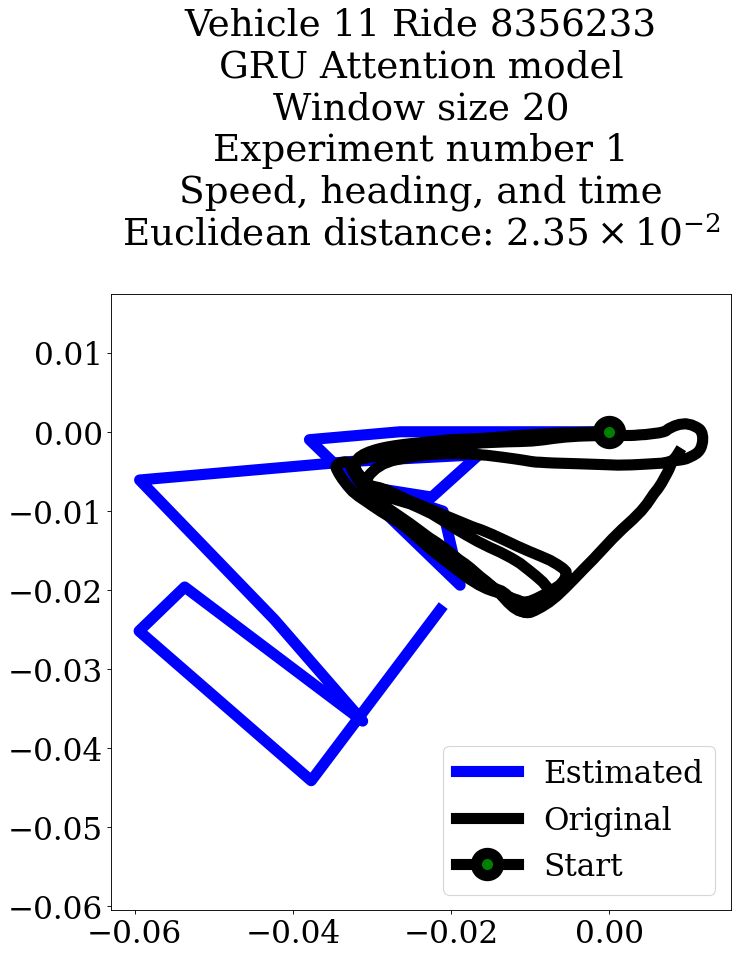 Vehicle 11 Ride 8356233
GRU Attention model
Window size 20
Experiment number 1
Speed, heading, and time
Euclidean distance: 2.35 × 10⁻²
0.01
0.00
−0.01
−0.02
−0.03
−0.04
−0.05
−0.06
−0.06 −0.04 −0.02 0.00
Estimated
Original
Start